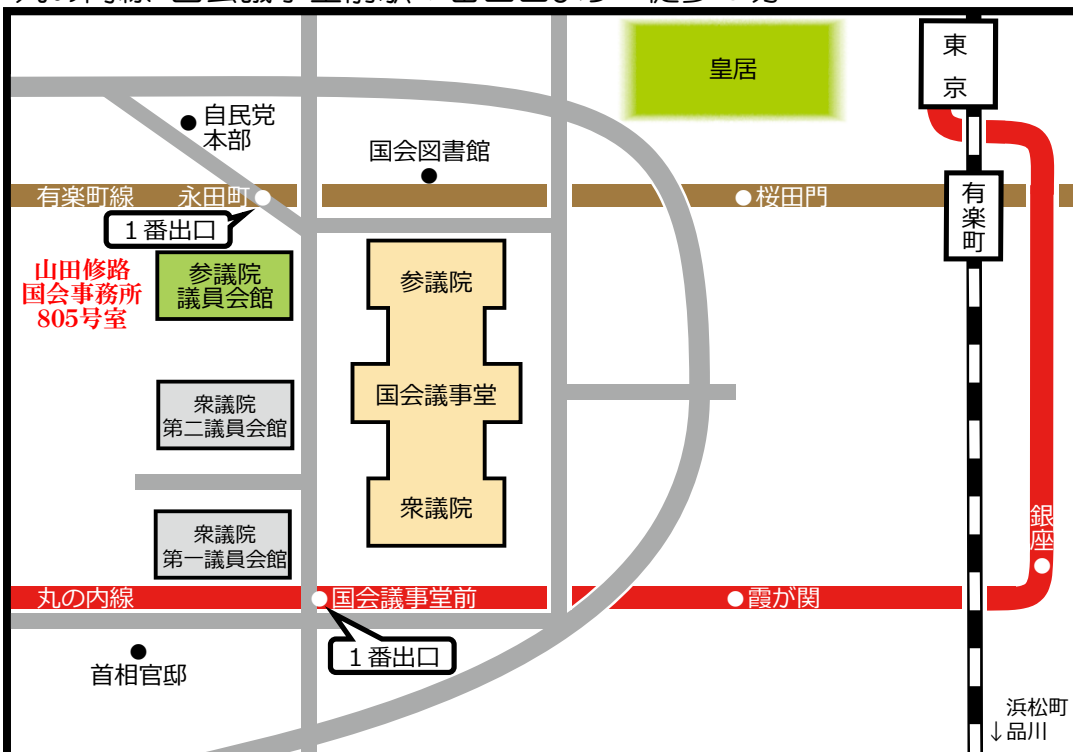 皇居
東
京
自民党
本部
国会図書館
有楽町線
永田町
桜田門
有
楽
町
1番出口
山田修路
国会事務所
805号室
参議院
議員会館
参議院
国会議事堂
衆議院
第二議員会館
衆議院
衆議院
第一議員会館
銀
座
丸の内線
国会議事堂前
霞が関
1番出口
首相官邸
浜松町
↓品川